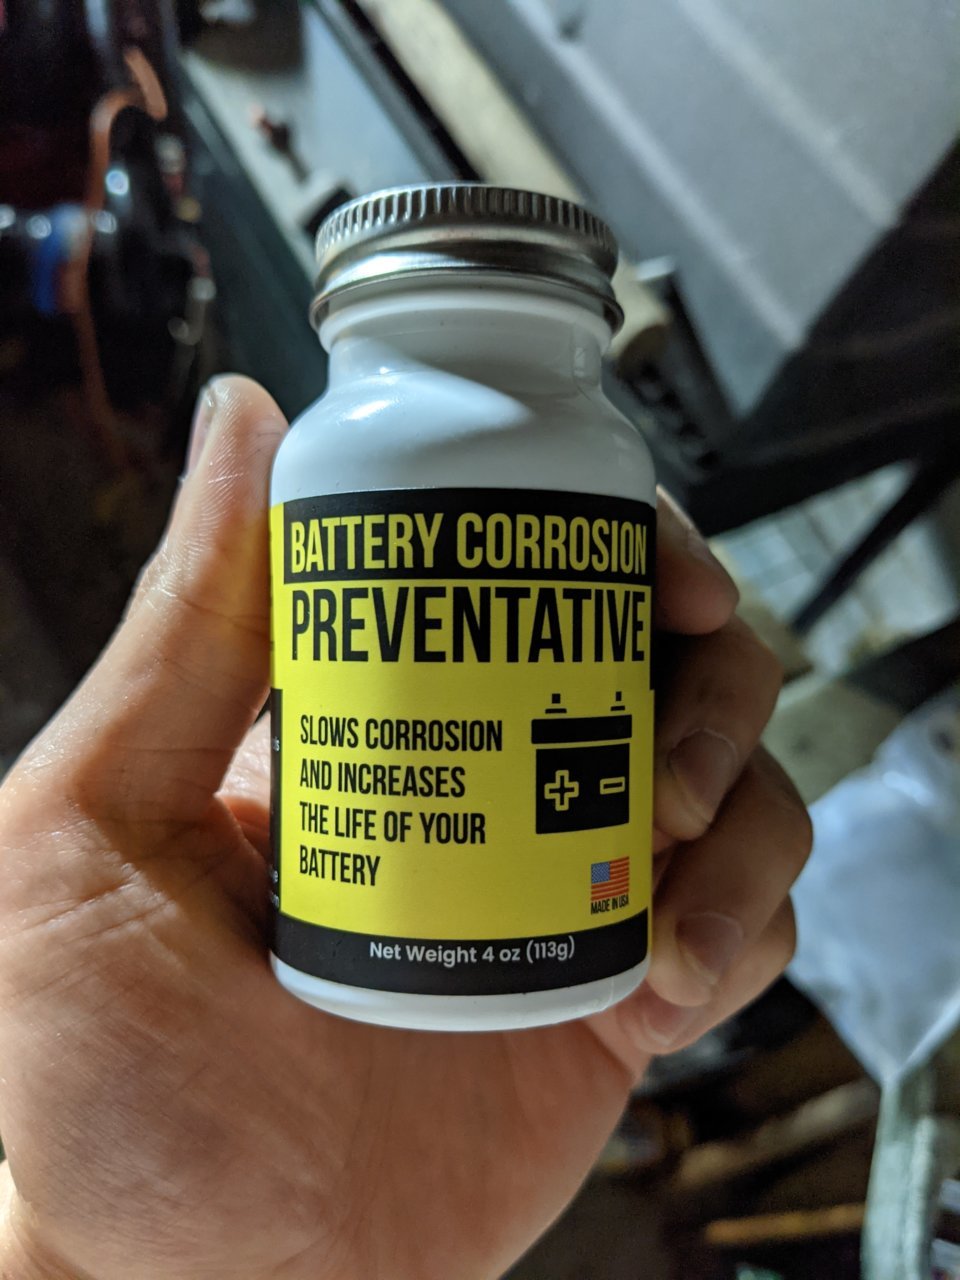 BATTERY CORROSION
PREVENTATIVE
SLOWS CORROSION
AND INCREASES
THE LIFE OF YOUR
BATTERY
MADE IN USA
Net Weight 4 oz (113g)